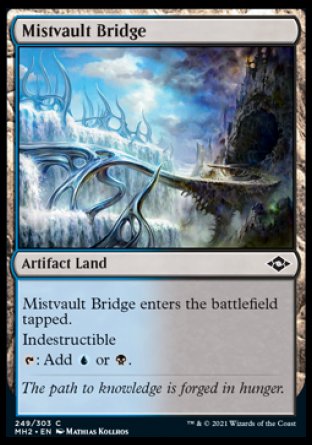 Mistvault Bridge
Artifact Land
Mistvault Bridge enters the battlefield
tapped.
Indestructible
: Add or .
The path to knowledge is forged in hunger.
249/303 C
MH2 • EN Mathias Kollros
™ & © 2021 Wizards of the Coast